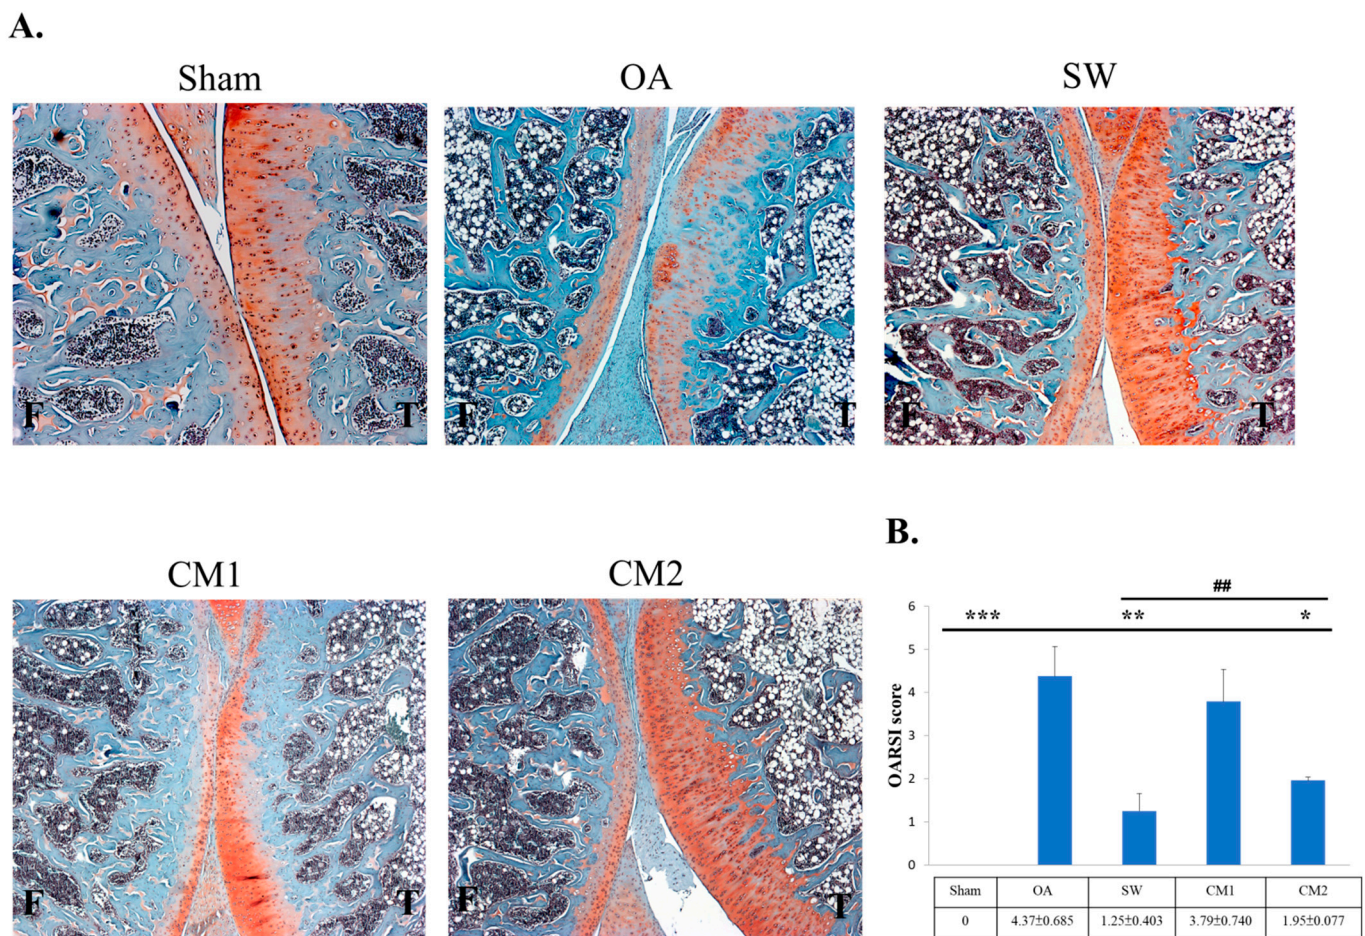 A.
Sham
OA
SW
F
T
F
T
F
T
CM1
CM2
F
T
F
T
B.
##
*** ** *
OARSI score
6
5
4
3
2
1
0
Sham OA SW CM1 CM2
0 4.37±0.685 1.25±0.403 3.79±0.740 1.95±0.077